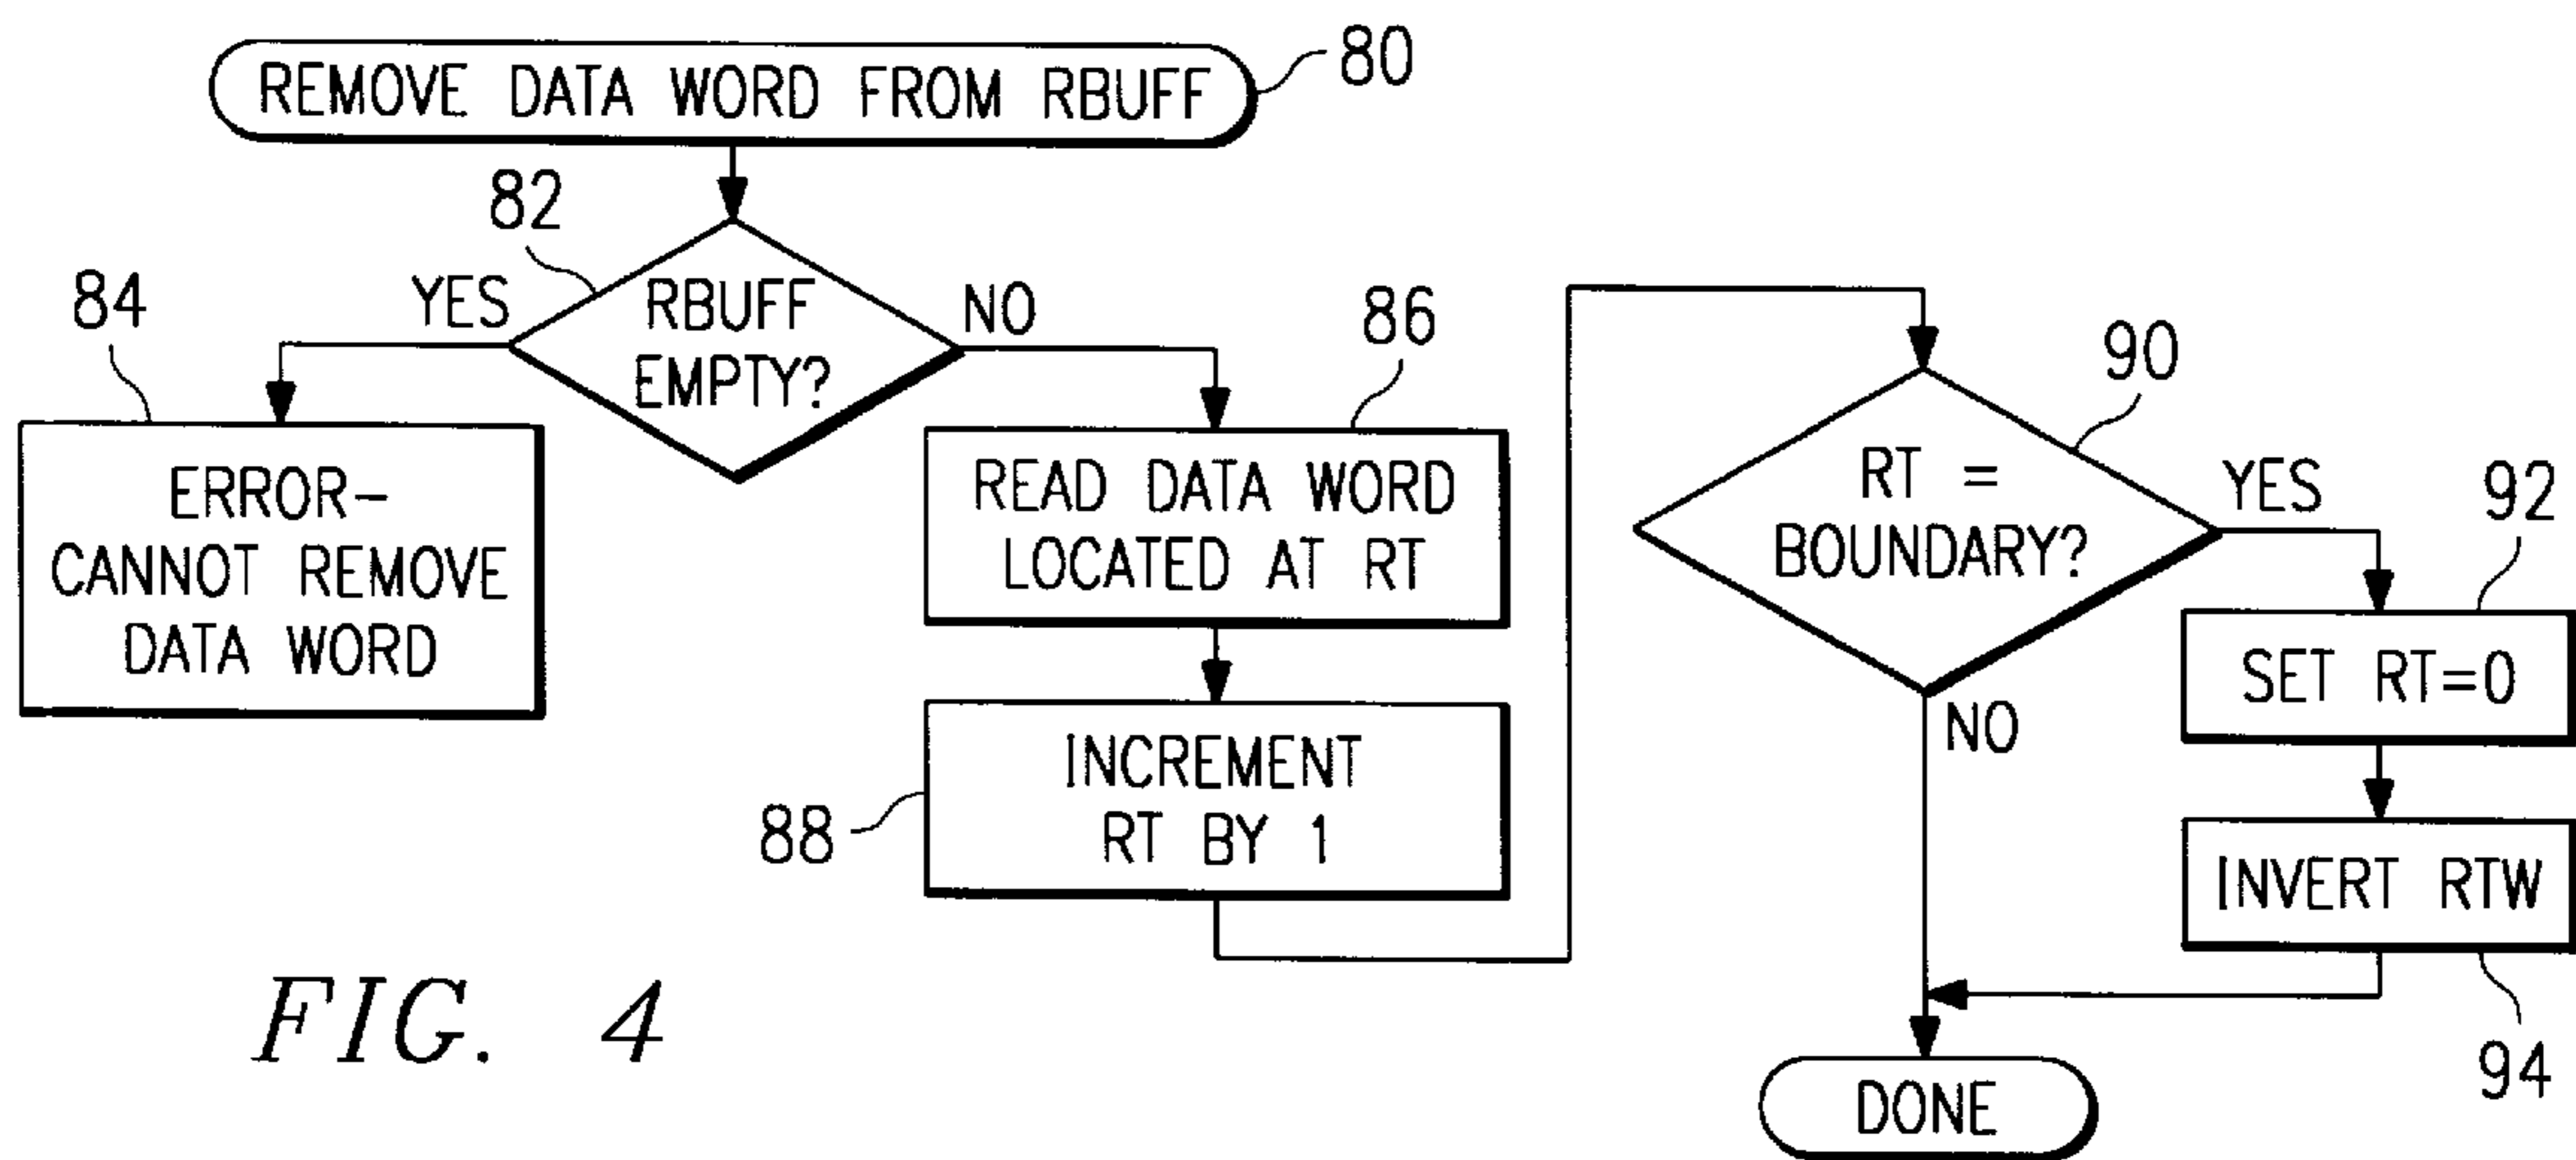 REMOVE DATA WORD FROM RBUFF
80
82
YES
RBUFF
EMPTY?
NO
84
ERROR-
CANNOT REMOVE
DATA WORD
86
READ DATA WORD
LOCATED AT RT
88
INCREMENT
RT BY 1
90
RT =
BOUNDARY?
YES
NO
92
SET RT=0
INVERT RTW
94
DONE
FIG. 4